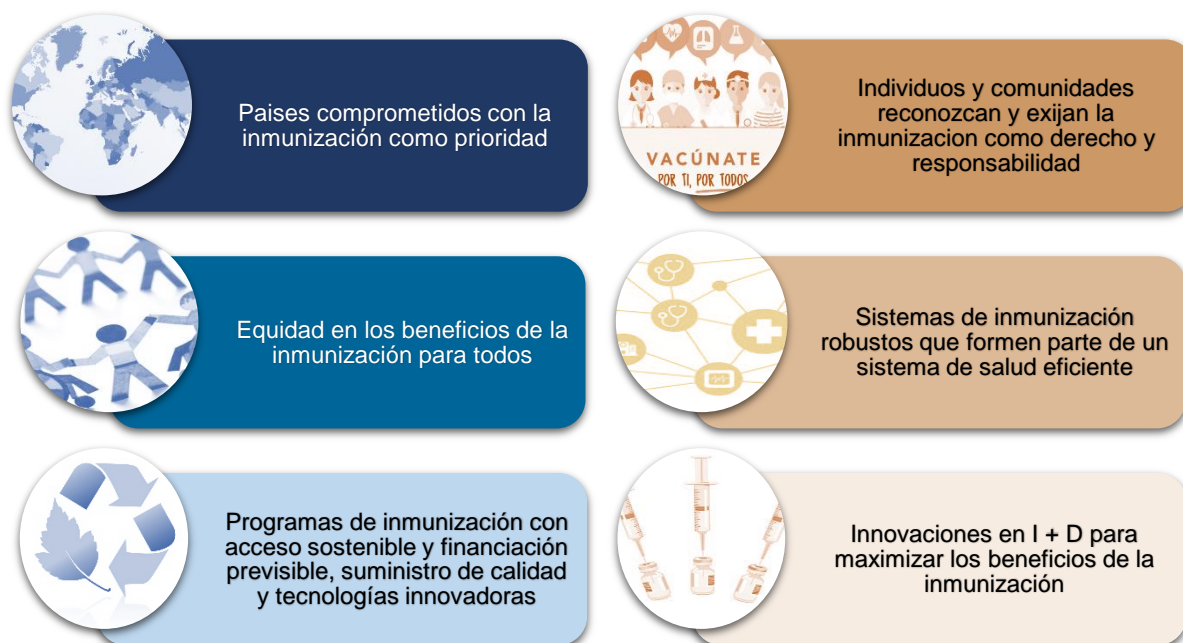 Paises comprometidos con la
inmunización como prioridad
VACÚNATE
POR TI, POR TODOS
Individuos y comunidades
reconozcan y exijan la
inmunizacion como derecho y
responsabilidad
Equidad en los beneficios de la
inmunización para todos
Sistemas de inmunización
robustos que formen parte de un
sistema de salud eficiente
Programas de inmunización con
acceso sostenible y financiación
previsible, suministro de calidad
y tecnologías innovadoras
Innovaciones en I + D para
maximizar los beneficios de la
inmunización